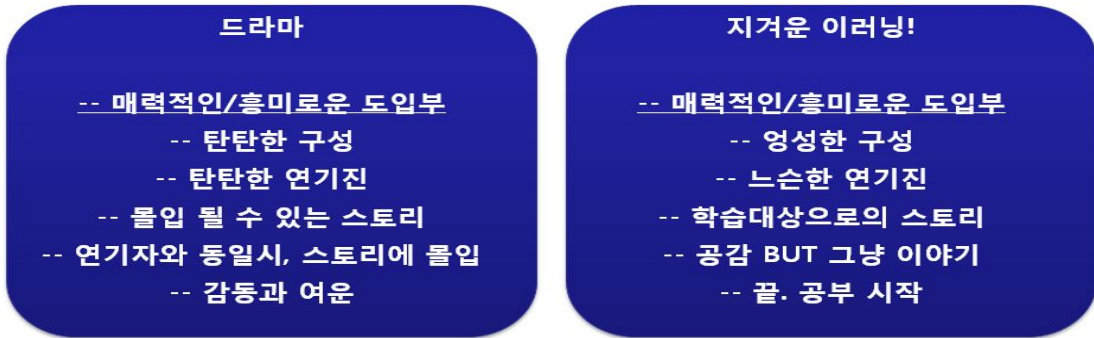 드라마
-- 매력적인/흥미로운 도입부
-- 탄탄한 구성
-- 탄탄한 연기진
-- 몰입 될 수 있는 스토리
-- 연기자와 동일시, 스토리에 몰입
-- 감동과 여운
지겨운 이러닝!
-- 매력적인/흥미로운 도입부
-- 엉성한 구성
-- 느슨한 연기진
-- 학습대상으로의 스토리
-- 공감 BUT 그냥 이야기
-- 끝. 공부 시작